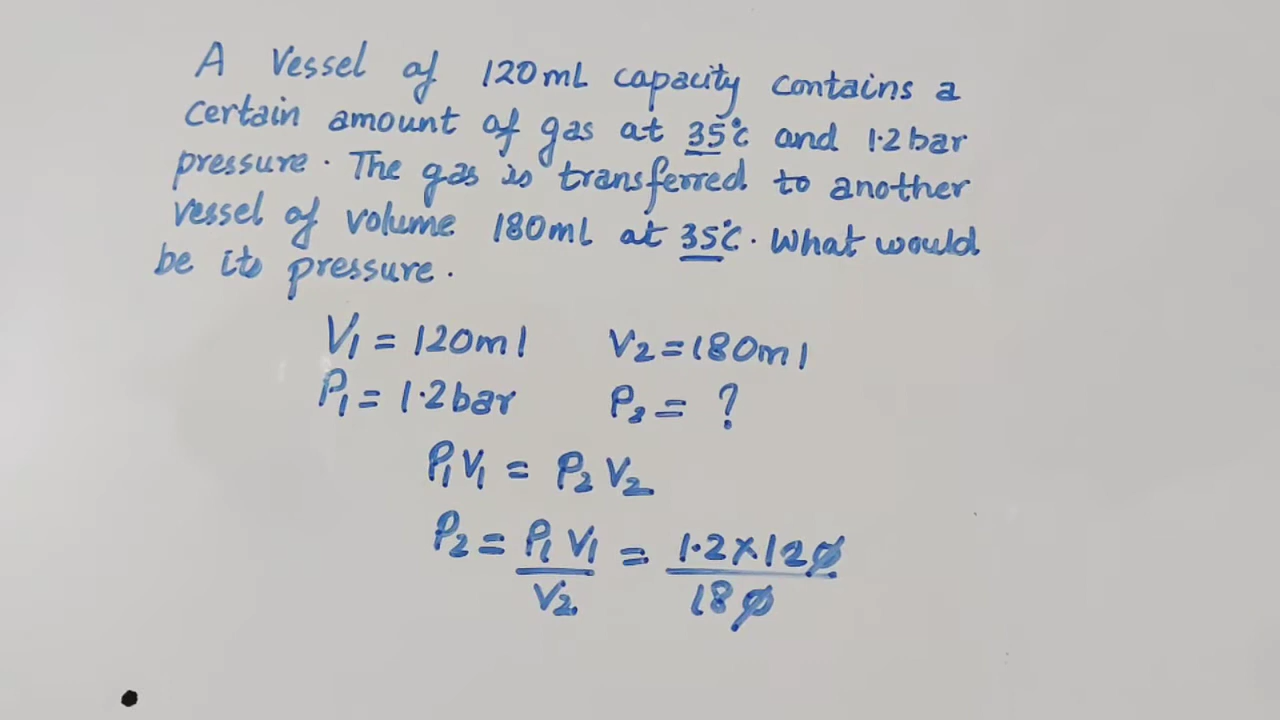 A Vessel of 120mL capacity contains a
certain amount of gas at 35°c and 1.2bar
pressure. The gas is transferred to another
vessel of volume 180mL at 35°C. What would
be its pressure.
V1 = 120ml V2 = 180ml
P1 = 1.2bar P2 = ?
P1V1 = P2V2
P2 = P1V1/V2 = 1.2×120/180